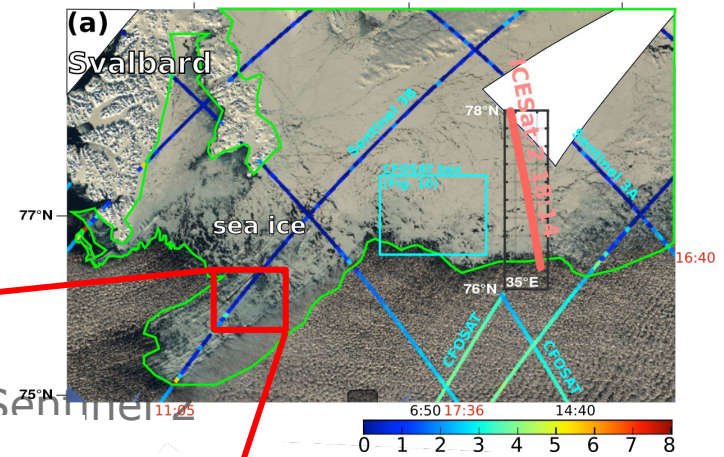 (a)
Svalbard
Sentinel 3B
78°N
ICESat-2 1811A
Sentinel 3A
CFOSAT box
(Fig. 10)
77°N
sea ice
16:40
76°N
35°E
CFOSAT
CFOSAT
75°N
Sentinel 2
11:05
6:50
17:36
14:40
0 1 2 3 4 5 6 7 8